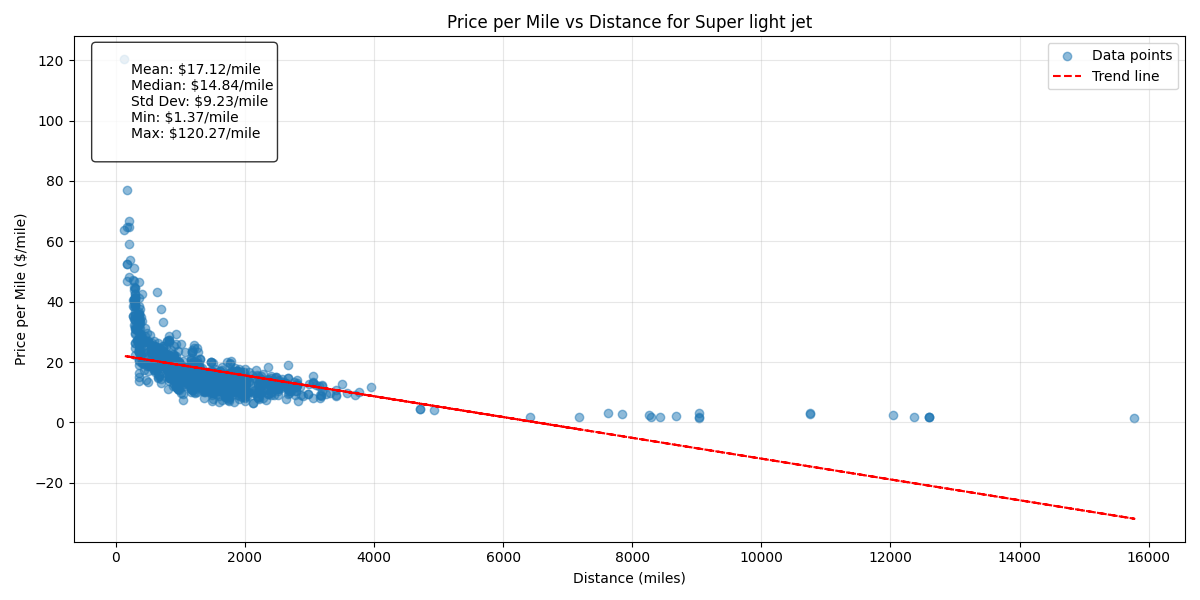 Price per Mile vs Distance for Super light jet
Mean: $17.12/mile
Median: $14.84/mile
Std Dev: $9.23/mile
Min: $1.37/mile
Max: $120.27/mile
Data points
Trend line
Price per Mile ($/mile)
120
100
80
60
40
20
0
−20
0 2000 4000 6000 8000 10000 12000 14000 16000
Distance (miles)